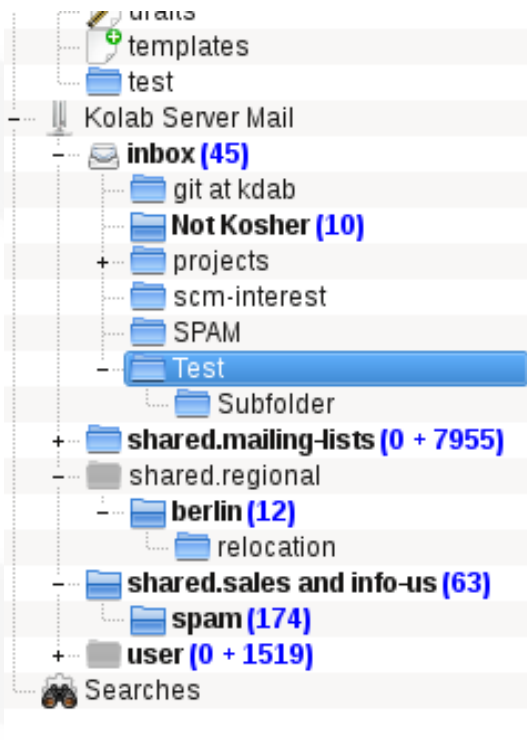 drafts
templates
test
Kolab Server Mail
inbox (45)
git at kdab
Not Kosher (10)
projects
scm-interest
SPAM
Test
Subfolder
shared.mailing-lists (0 + 7955)
shared.regional
berlin (12)
relocation
shared.sales and info-us (63)
spam (174)
user (0 + 1519)
Searches